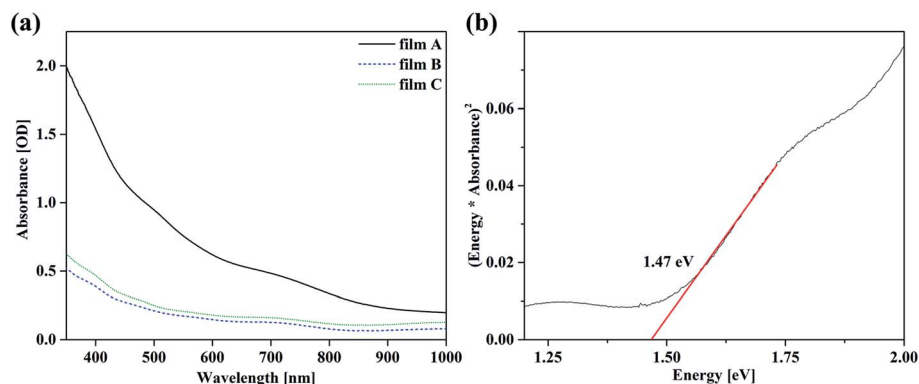 (a)
film A
film B
film C
2.0
1.5
1.0
0.5
0.0
Absorbance [OD]
400 500 600 700 800 900 1000
Wavelength [nm]
(b)
0.06
0.04
0.02
0.00
(Energy * Absorbance)²
1.47 eV
1.25 1.50 1.75 2.00
Energy [eV]